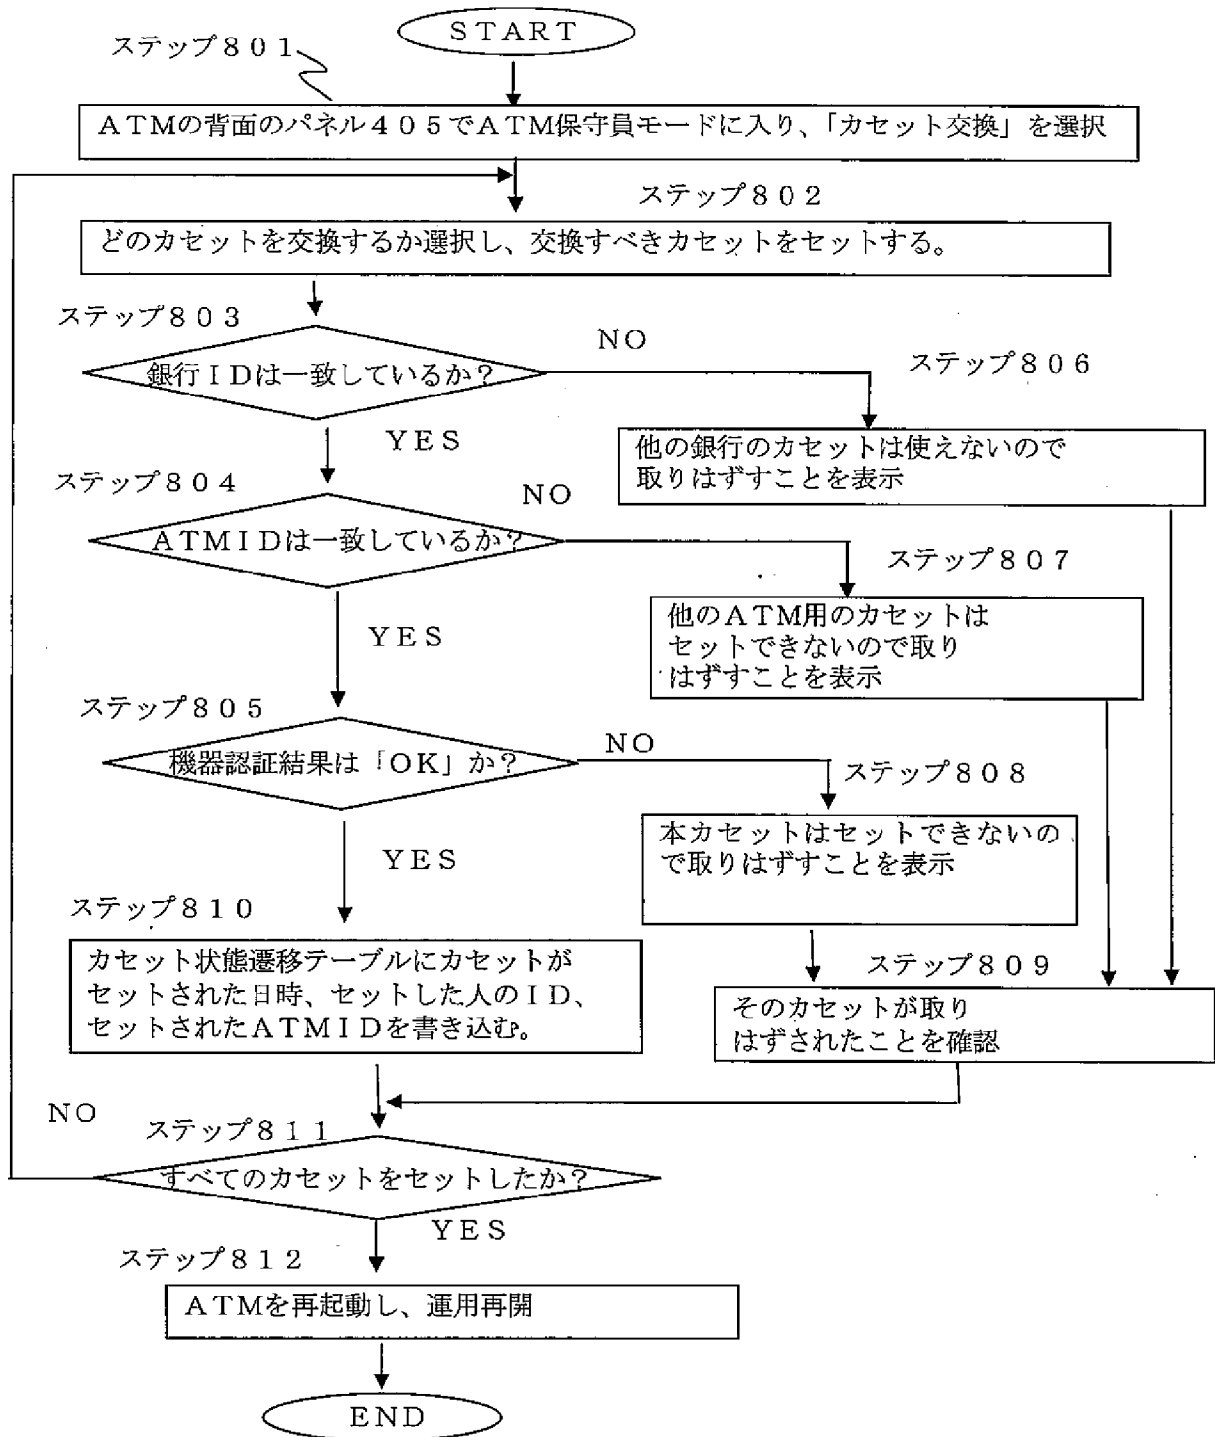 ＳＴＡＲＴ
ステップ８０１
ＡＴＭの背面のパネル４０５でＡＴＭ保守員モードに入り、「カセット交換」を選択
ステップ８０２
どのカセットを交換するか選択し、交換すべきカセットをセットする。
ステップ８０３
銀行ＩＤは一致しているか？
ＮＯ
ステップ８０６
他の銀行のカセットは使えないので
取りはずすことを表示
ＹＥＳ
ステップ８０４
ＡＴＭＩＤは一致しているか？
ＮＯ
ステップ８０７
他のＡＴＭ用のカセットは
セットできないので取り
はずすことを表示
ＹＥＳ
ステップ８０５
機器認証結果は「ＯＫ」か？
ＮＯ
ステップ８０８
本カセットはセットできないの
で取りはずすことを表示
ＹＥＳ
ステップ８１０
カセット状態遷移テーブルにカセットが
セットされた日時、セットした人のＩＤ、
セットされたＡＴＭＩＤを書き込む。
ステップ８０９
そのカセットが取り
はずされたことを確認
ＮＯ
ステップ８１１
すべてのカセットをセットしたか？
ＹＥＳ
ステップ８１２
ＡＴＭを再起動し、運用再開
ＥＮＤ